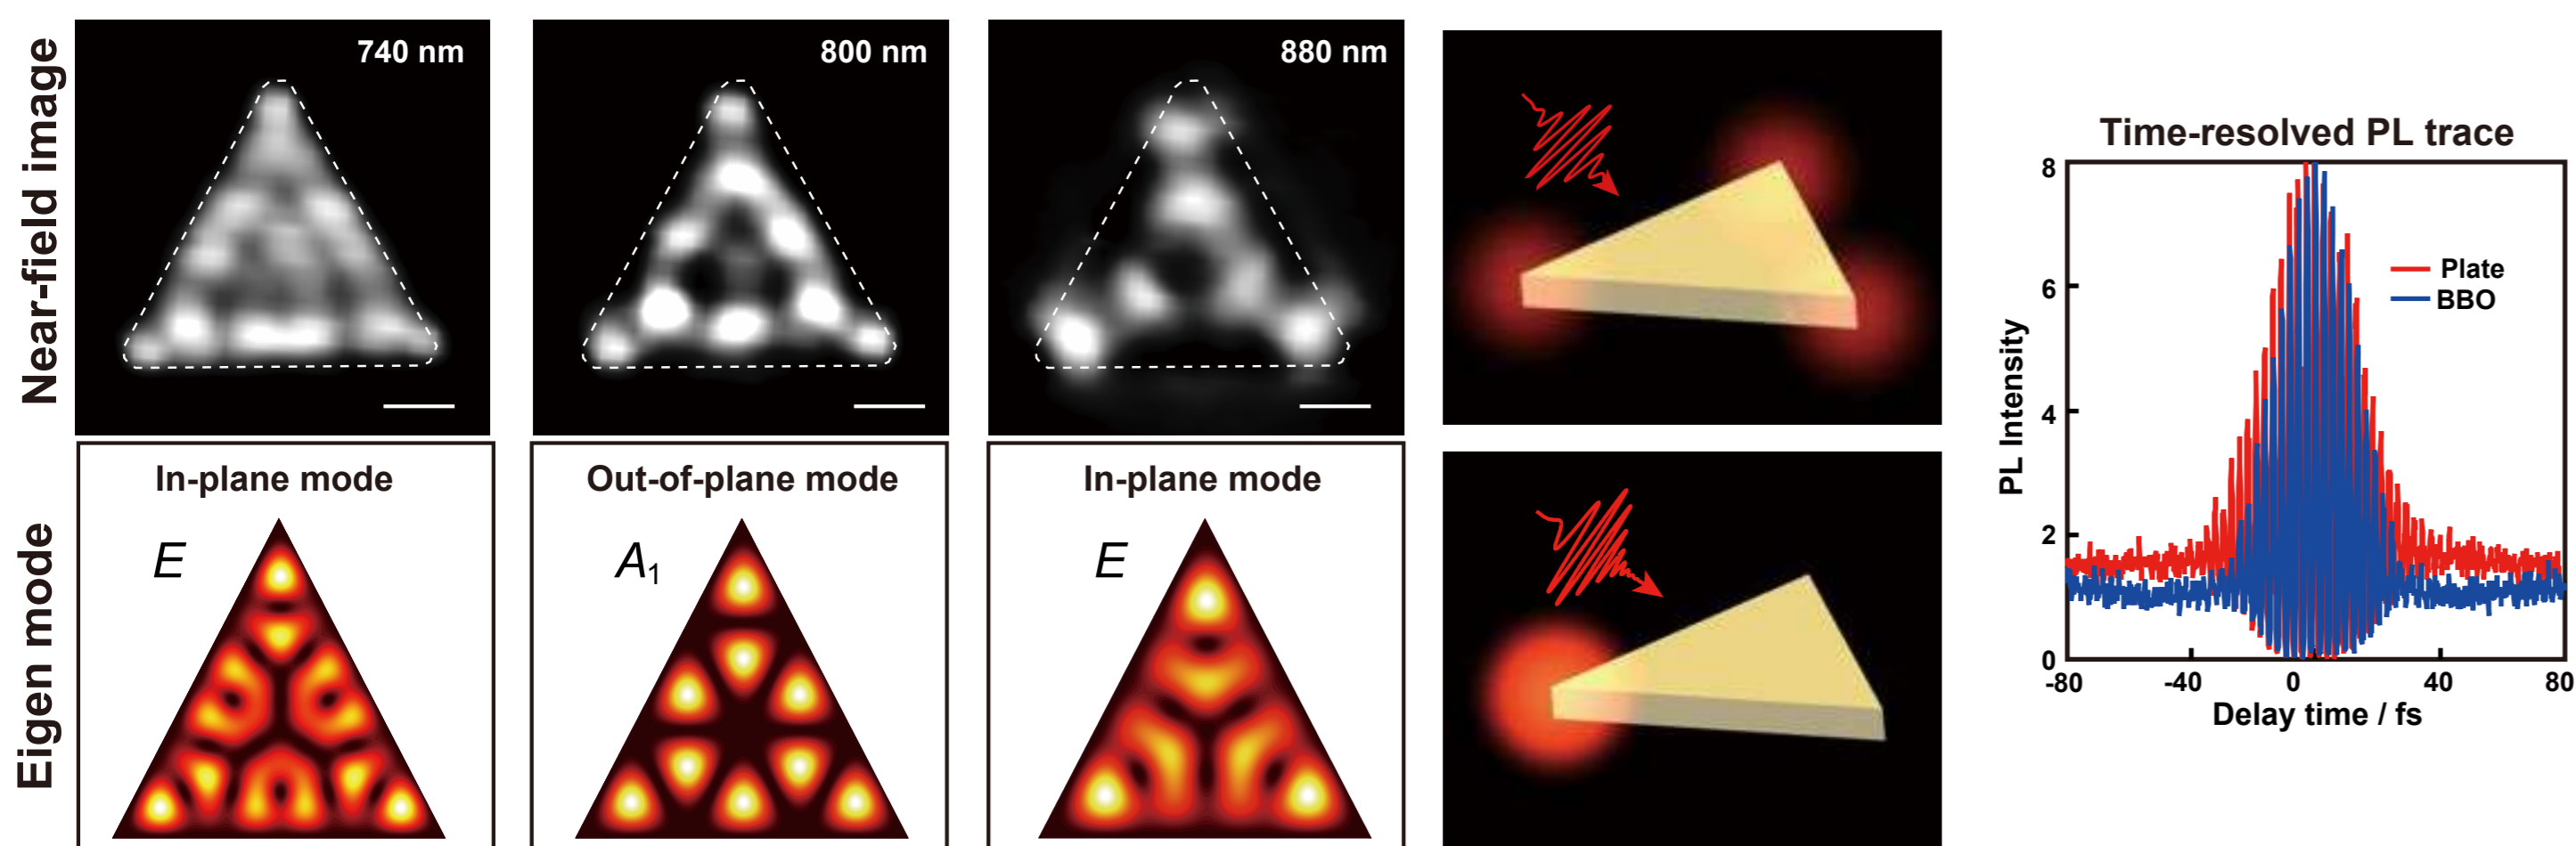 Near-field image
740 nm
800 nm
880 nm
Eigen mode
In-plane mode
E
Out-of-plane mode
A₁
In-plane mode
E
Time-resolved PL trace
PL Intensity
8
6
4
2
0
Plate
BBO
-80 -40 0 40 80
Delay time / fs